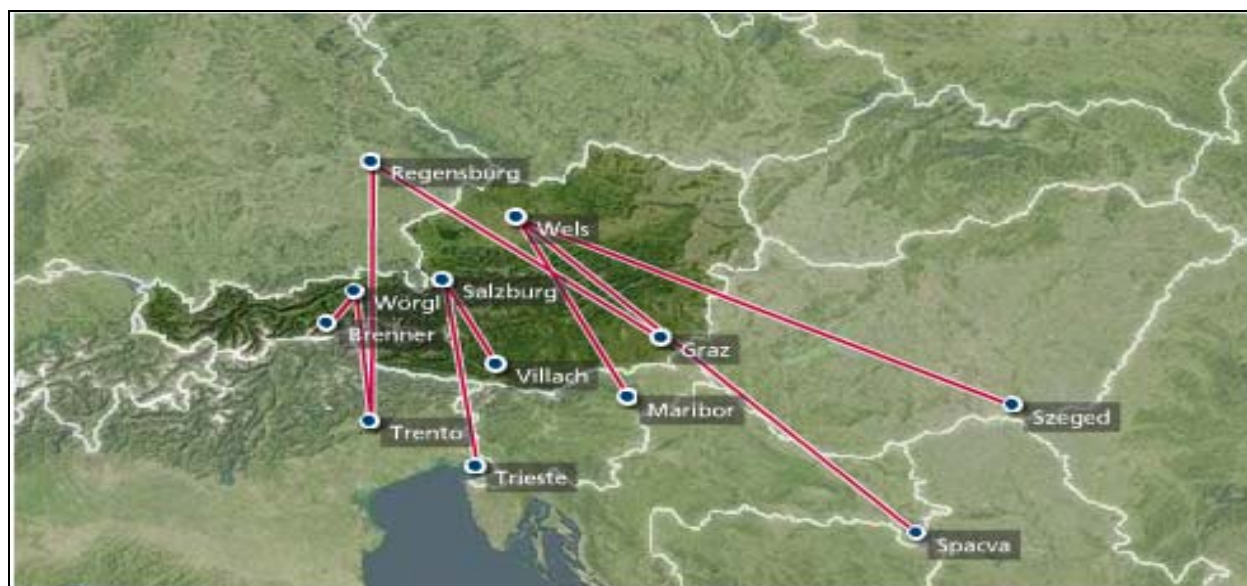 Regensburg
Wels
Salzburg
Wörgl
Brenner
Graz
Villach
Maribor
Szeged
Trento
Trieste
Spacva